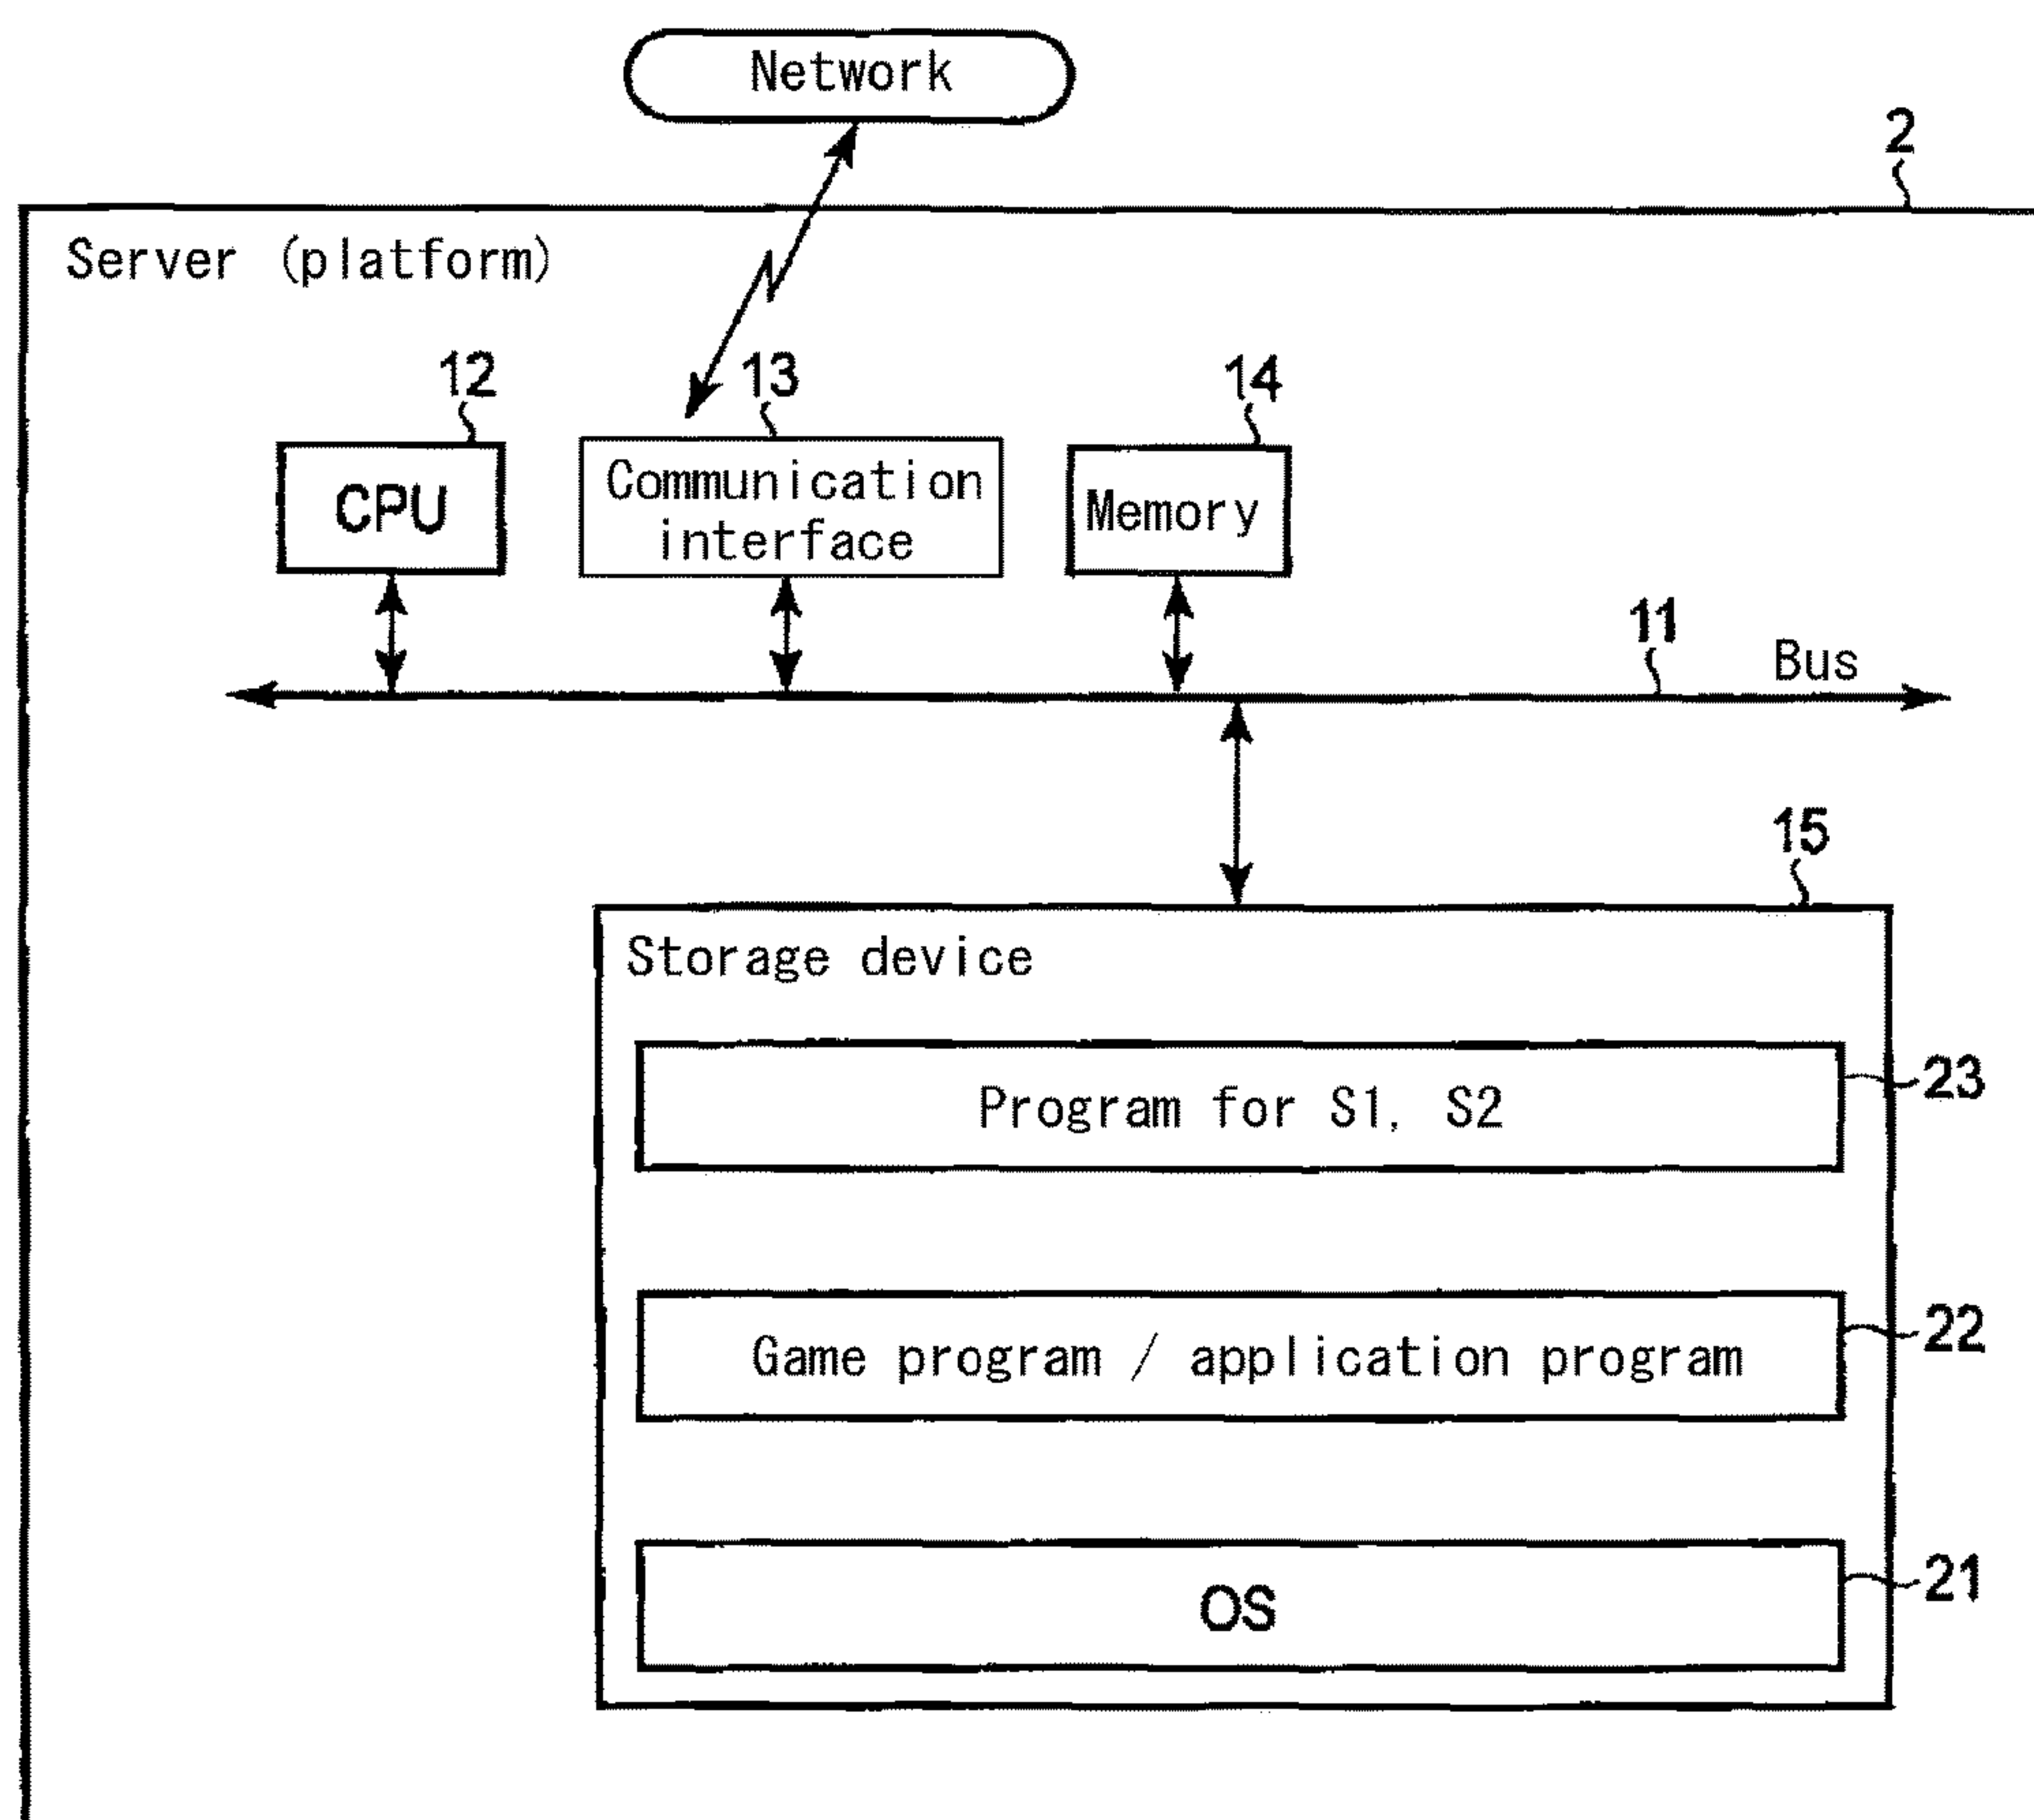 Network
2
Server (platform)
12
13
14
CPU
Communication
interface
Memory
11
Bus
15
Storage device
Program for S1, S2
23
Game program / application program
22
OS
21